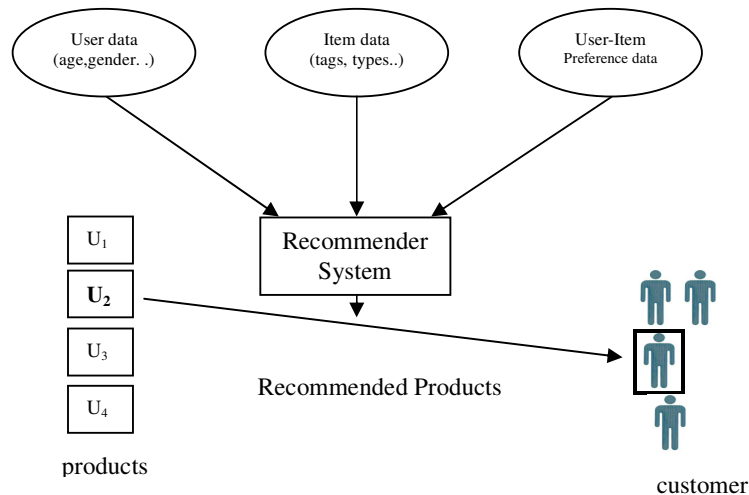 User data
(age,gender. .)
Item data
(tags, types..)
User-Item
Preference data
Recommender
System
U₁
U₂
U₃
U₄
Recommended Products
products
customer